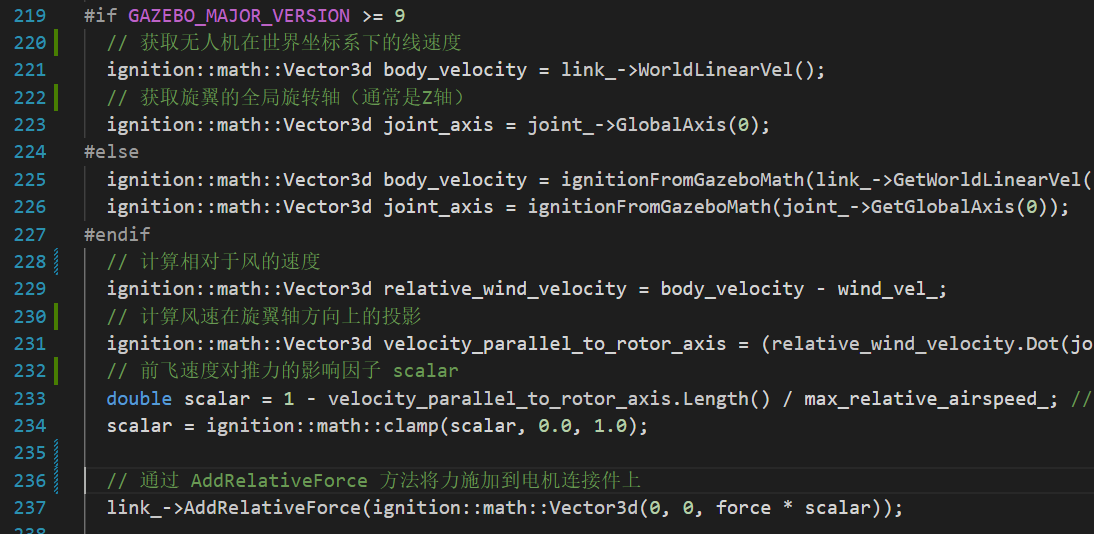 219 #if GAZEBO_MAJOR_VERSION >= 9
220 // 获取无人机在世界坐标系下的线速度
221 ignition::math::Vector3d body_velocity = link_->WorldLinearVel();
222 // 获取旋翼的全局旋转轴（通常是Z轴）
223 ignition::math::Vector3d joint_axis = joint_->GlobalAxis(0);
224 #else
225 ignition::math::Vector3d body_velocity = ignitionFromGazeboMath(link_->GetWorldLinearVel(
226 ignition::math::Vector3d joint_axis = ignitionFromGazeboMath(joint_->GetGlobalAxis(0));
227 #endif
228 // 计算相对于风的速度
229 ignition::math::Vector3d relative_wind_velocity = body_velocity - wind_vel_;
230 // 计算风速在旋翼轴方向上的投影
231 ignition::math::Vector3d velocity_parallel_to_rotor_axis = (relative_wind_velocity.Dot(jo
232 // 前飞速度对推力的影响因子 scalar
233 double scalar = 1 - velocity_parallel_to_rotor_axis.Length() / max_relative_airspeed_; //
234 scalar = ignition::math::clamp(scalar, 0.0, 1.0);
235
236 // 通过 AddRelativeForce 方法将力施加到电机连接件上
237 link_->AddRelativeForce(ignition::math::Vector3d(0, 0, force * scalar));